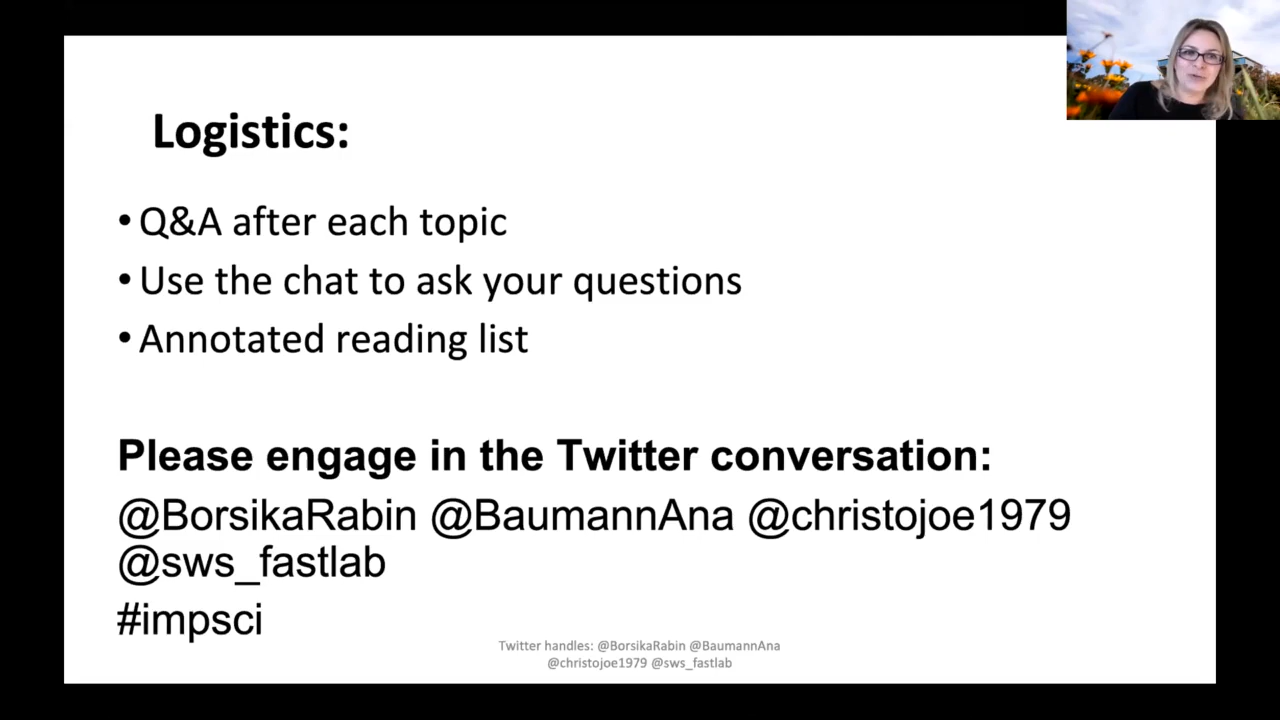 Logistics:
• Q&A after each topic
• Use the chat to ask your questions
• Annotated reading list
Please engage in the Twitter conversation:
@BorsikaRabin @BaumannAna @christojoe1979
@sws_fastlab
#impsci
Twitter handles: @BorsikaRabin @BaumannAna
@christojoe1979 @sws_fastlab